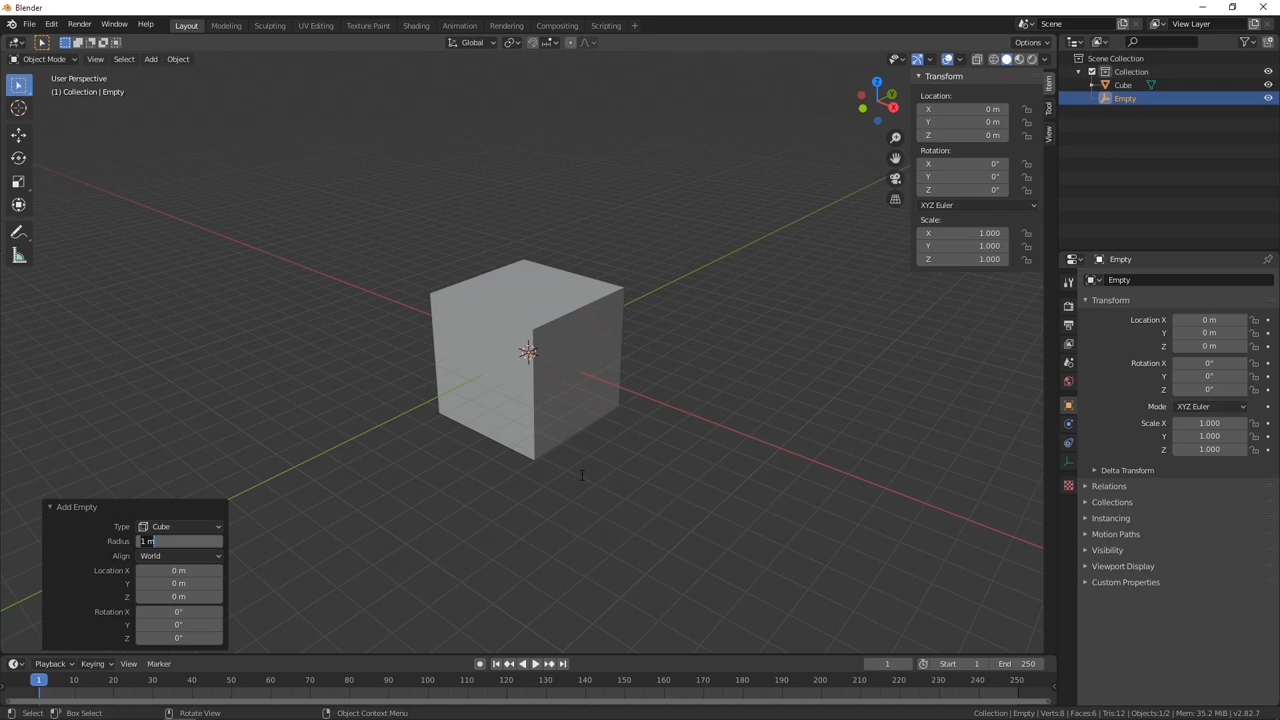 Blender
File Edit Render Window Help Layout Modeling Sculpting UV Editing Texture Paint Shading Animation Rendering Compositing Scripting + Scene View Layer
Global Options
Object Mode View Select Add Object
User Perspective
(1) Collection | Empty
Z
Y
X
Transform
Location:
X 0 m
Y 0 m
Z 0 m
Rotation:
X 0°
Y 0°
Z 0°
XYZ Euler
Scale:
X 1.000
Y 1.000
Z 1.000
Item
Tool
View
Scene Collection
Collection
Cube
Empty
Empty
Empty
Transform
Location X 0 m
Y 0 m
Z 0 m
Rotation X 0°
Y 0°
Z 0°
Mode XYZ Euler
Scale X 1.000
Y 1.000
Z 1.000
Delta Transform
Relations
Collections
Instancing
Motion Paths
Visibility
Viewport Display
Custom Properties
Add Empty
Type Cube
Radius 1 m
Align World
Location X 0 m
Y 0 m
Z 0 m
Rotation X 0°
Y 0°
Z 0°
Playback Keying View Marker 1 Start 1 End 250
1 10 20 30 40 50 60 70 80 90 100 110 120 130 140 150 160 170 180 190 200 210 220 230 240 250
Select Box Select Rotate View Object Context Menu Collection | Empty | Verts:8 | Faces:6 | Tris:12 | Objects:1/2 | Mem: 35.2 MiB | v2.82.7